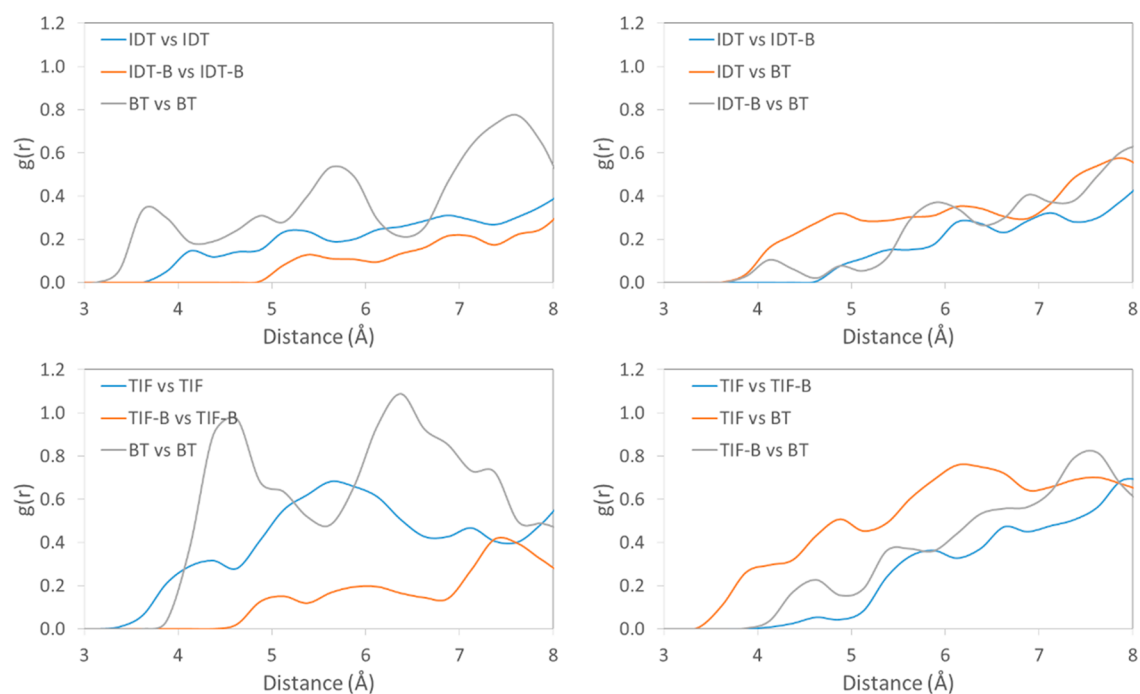 1.2
1.0
0.8
0.6
0.4
0.2
0.0
g(r)
IDT vs IDT
IDT-B vs IDT-B
BT vs BT
3 4 5 6 7 8
Distance (Å)
1.2
1.0
0.8
0.6
0.4
0.2
0.0
g(r)
IDT vs IDT-B
IDT vs BT
IDT-B vs BT
3 4 5 6 7 8
Distance (Å)
1.2
1.0
0.8
0.6
0.4
0.2
0.0
g(r)
TIF vs TIF
TIF-B vs TIF-B
BT vs BT
3 4 5 6 7 8
Distance (Å)
1.2
1.0
0.8
0.6
0.4
0.2
0.0
g(r)
TIF vs TIF-B
TIF vs BT
TIF-B vs BT
3 4 5 6 7 8
Distance (Å)